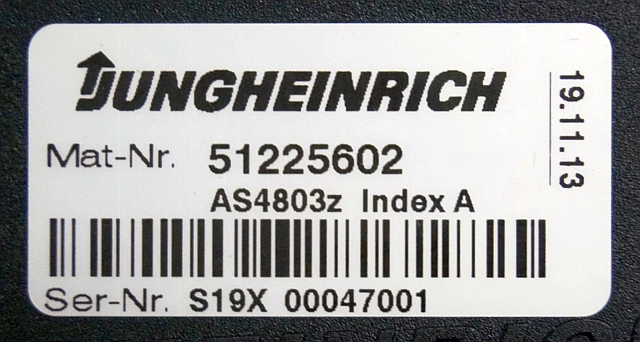 JUNGHEINRICH
19.11.13
Mat-Nr. 51225602
AS4803z Index A
Ser-Nr. S19X 00047001